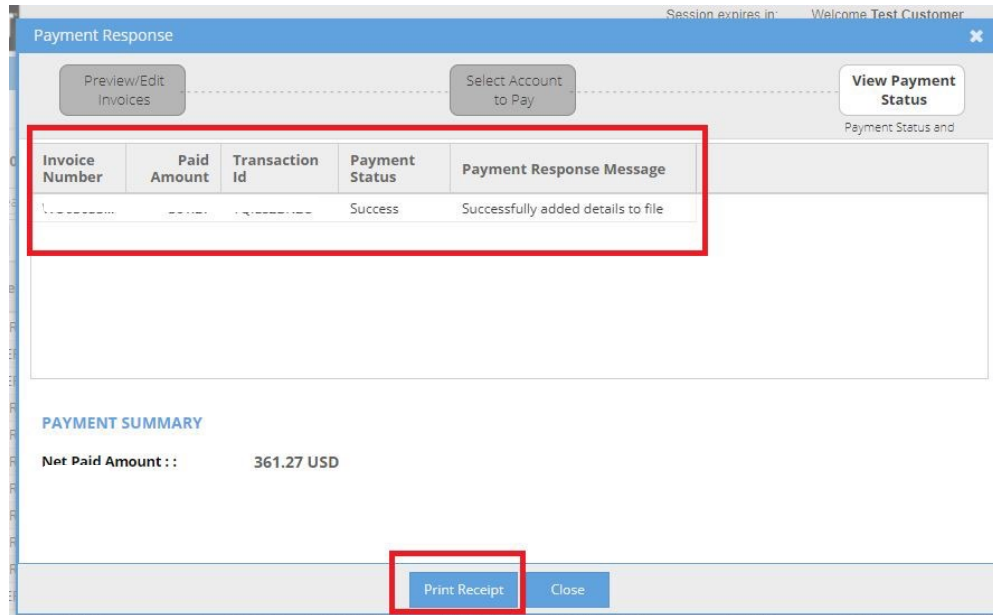 Session expires in: Welcome Test Customer
Payment Response
Preview/Edit
Invoices
Select Account
to Pay
View Payment
Status
Payment Status and
Invoice
Number
Paid
Amount
Transaction
Id
Payment
Status
Payment Response Message
Success
Successfully added details to file
PAYMENT SUMMARY
Net Paid Amount : :
361.27 USD
Print Receipt
Close